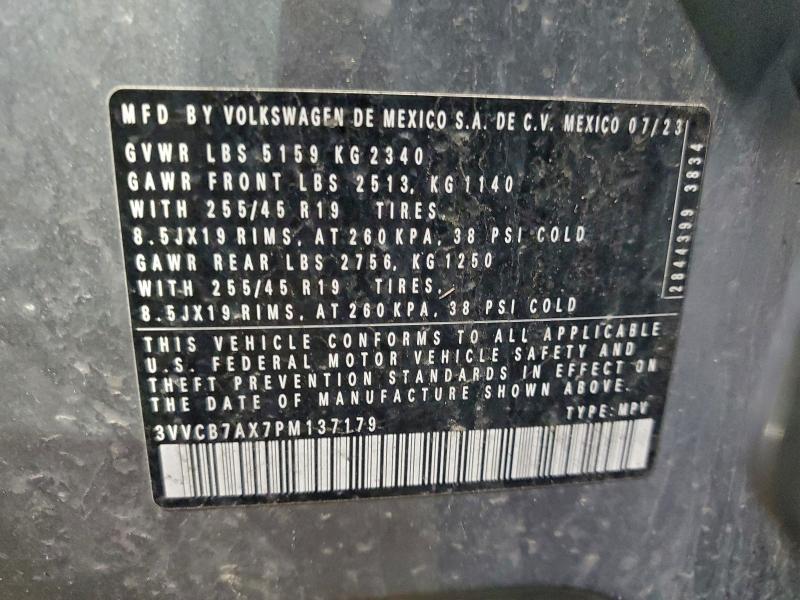 MFD BY VOLKSWAGEN DE MEXICO S.A. DE C.V. MEXICO 07/23
GVWR LBS 5159 KG 2340
GAWR FRONT LBS 2513, KG 1140
WITH 255/45 R19 TIRES,
8.5JX19 RIMS, AT 260 KPA, 38 PSI COLD
GAWR REAR LBS 2756, KG 1250
WITH 255/45 R19 TIRES,
8.5JX19 RIMS, AT 260 KPA, 38 PSI COLD
2844399 3834
THIS VEHICLE CONFORMS TO ALL APPLICABLE
U.S. FEDERAL MOTOR VEHICLE SAFETY AND
THEFT PREVENTION STANDARDS IN EFFECT ON
THE DATE OF MANUFACTURE SHOWN ABOVE.
TYPE: MPV
3VVCB7AX7PM137179